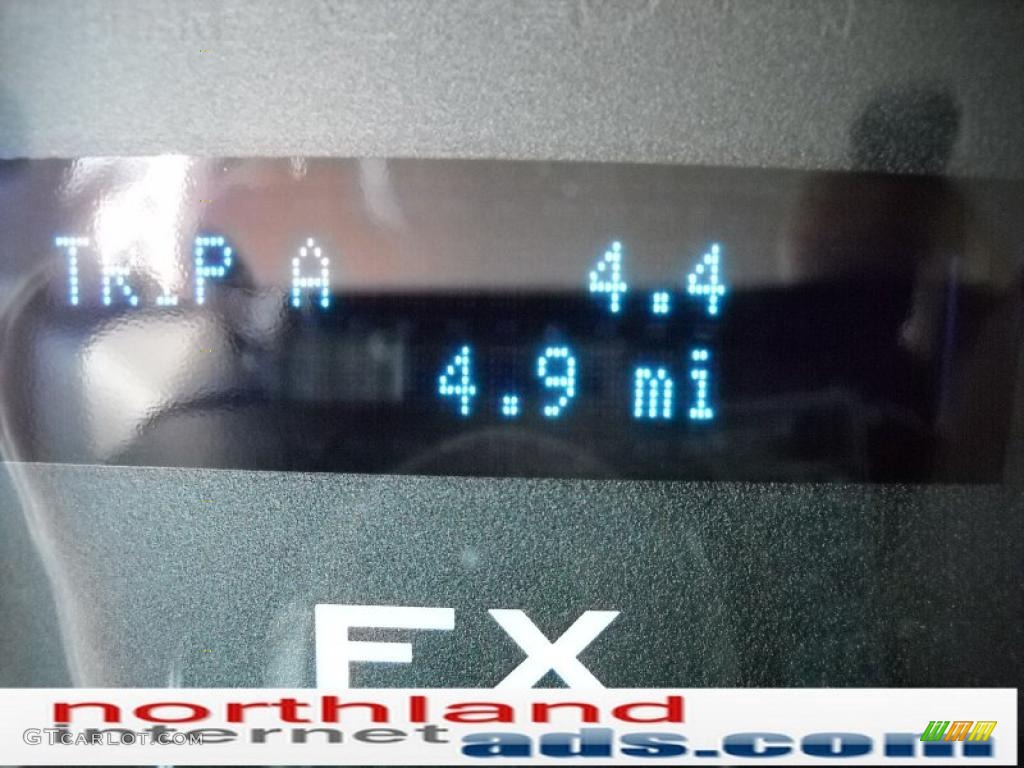 TRIP A 4.4
4.9 mi
FX
northland
internet
ads.com
GTCARLOT.COM